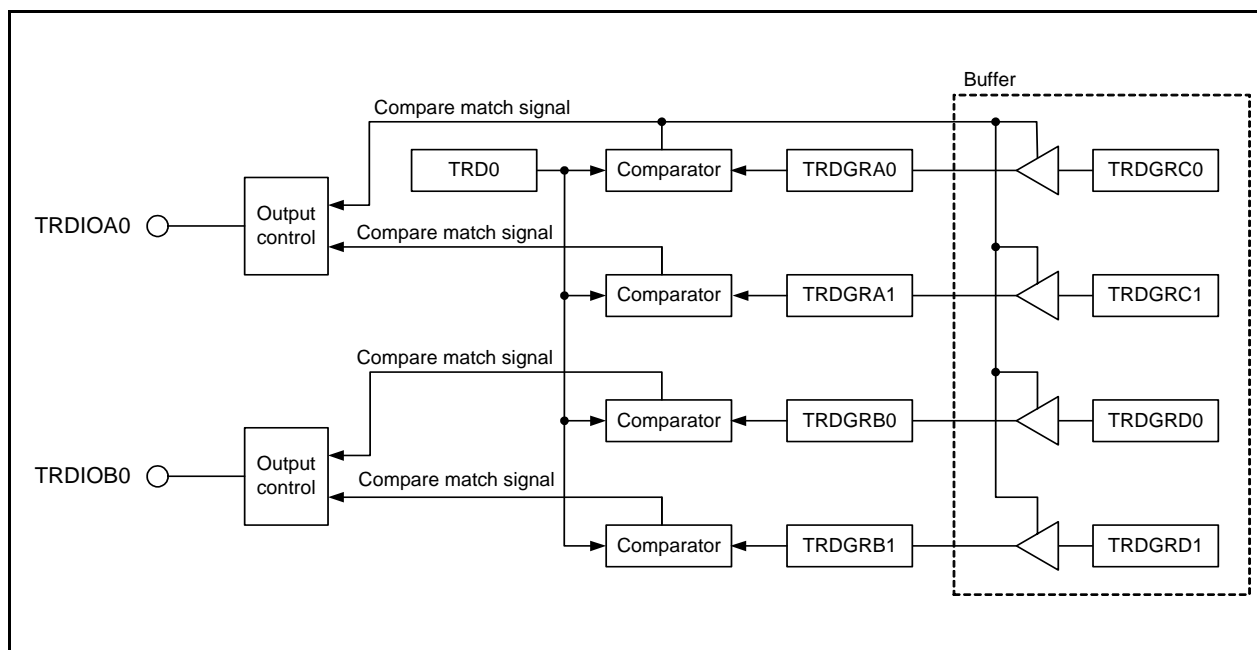 Buffer
Compare match signal
TRD0
Comparator
TRDGRA0
TRDGRC0
TRDIOA0
Output
control
Compare match signal
Comparator
TRDGRA1
TRDGRC1
Compare match signal
Comparator
TRDGRB0
TRDGRD0
TRDIOB0
Output
control
Compare match signal
Comparator
TRDGRB1
TRDGRD1